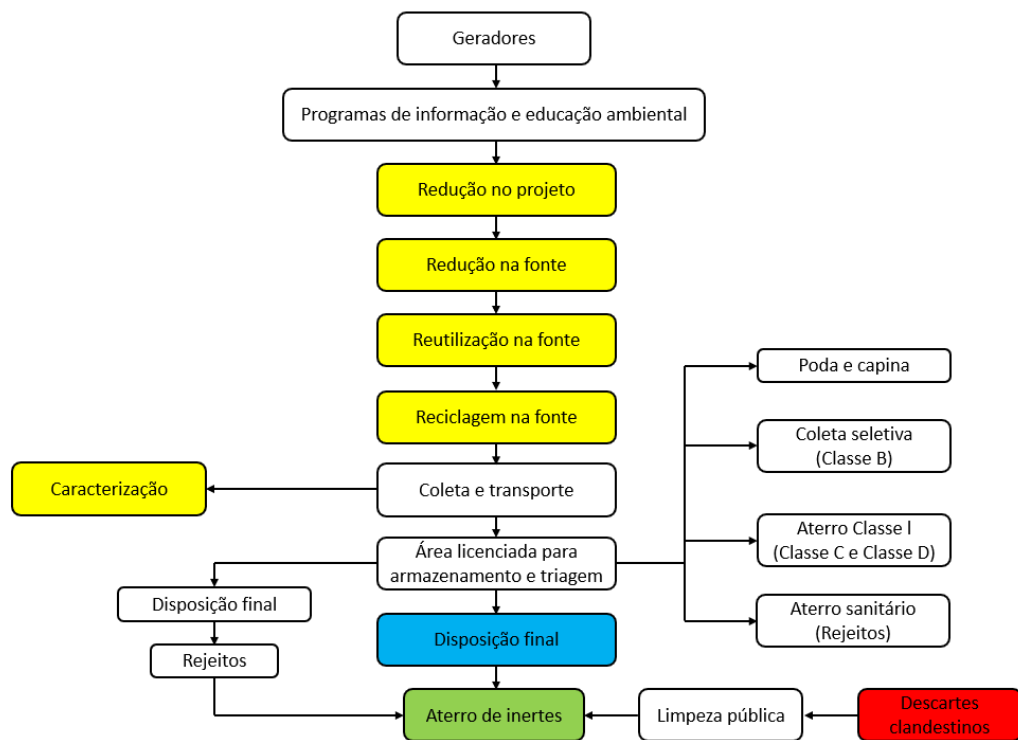 Geradores
Programas de informação e educação ambiental
Redução no projeto
Redução na fonte
Reutilização na fonte
Poda e capina
Reciclagem na fonte
Coleta seletiva
(Classe B)
Caracterização
Coleta e transporte
Área licenciada para
armazenamento e triagem
Aterro Classe l
(Classe C e Classe D)
Disposição final
Disposição final
Aterro sanitário
(Rejeitos)
Rejeitos
Aterro de inertes
Limpeza pública
Descartes
clandestinos